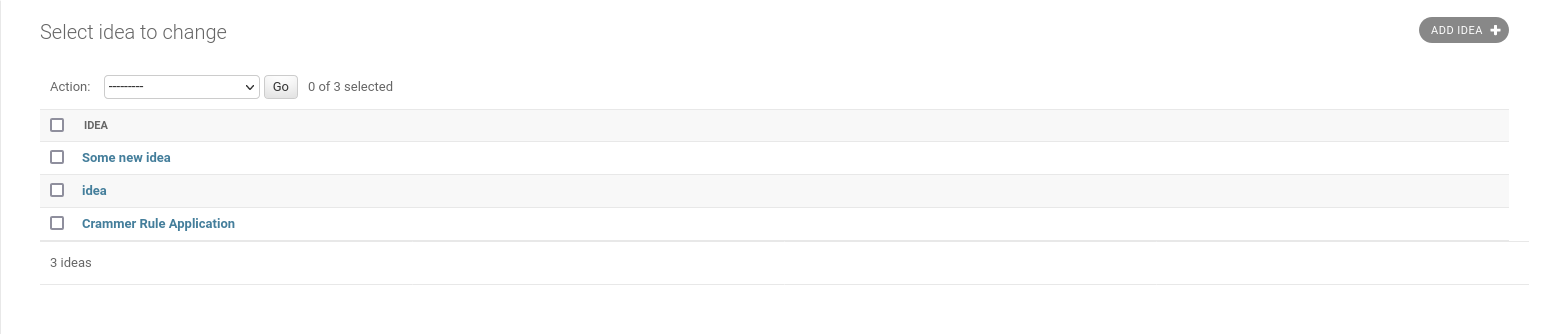 Select idea to change
ADD IDEA +
Action: --------- Go 0 of 3 selected
IDEA
Some new idea
idea
Crammer Rule Application
3 ideas